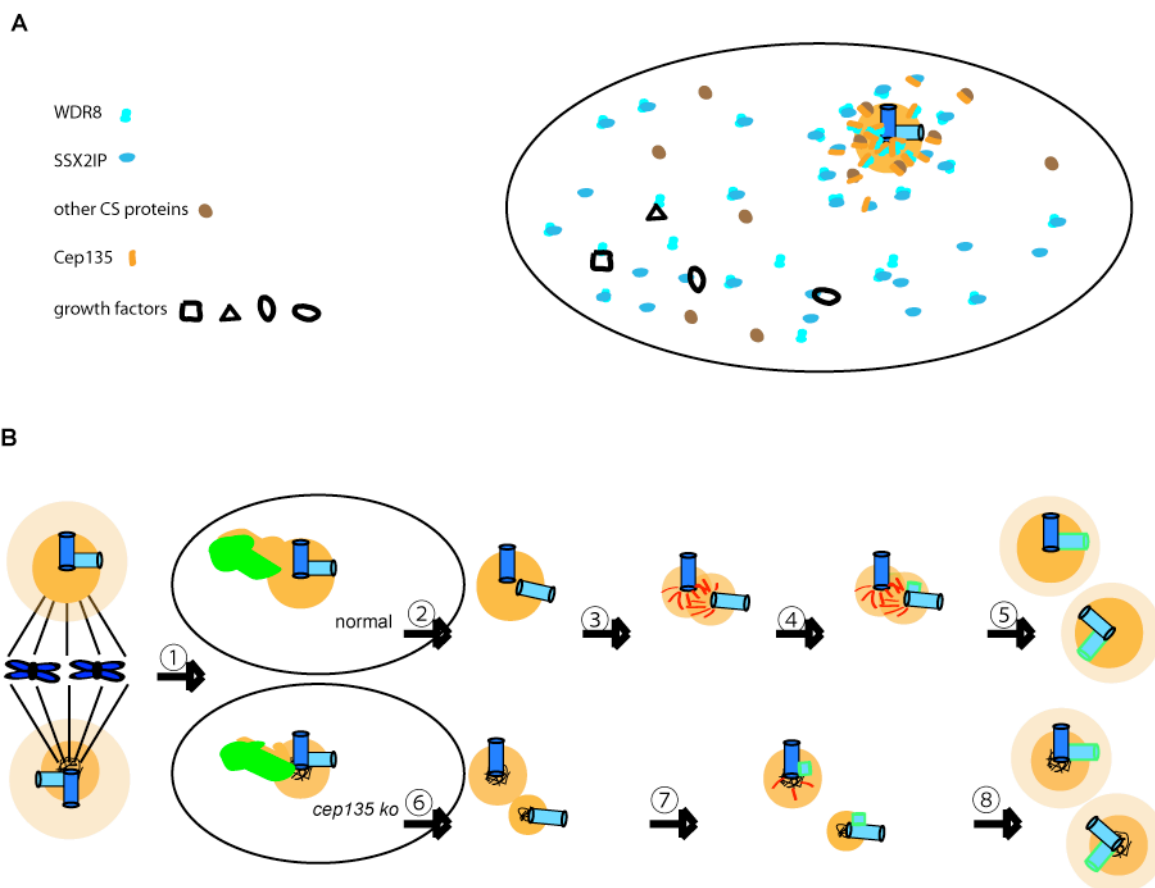 A
WDR8
SSX2IP
other CS proteins
Cep135
growth factors
B
normal
1
2
3
4
5
cep135 ko
6
7
8